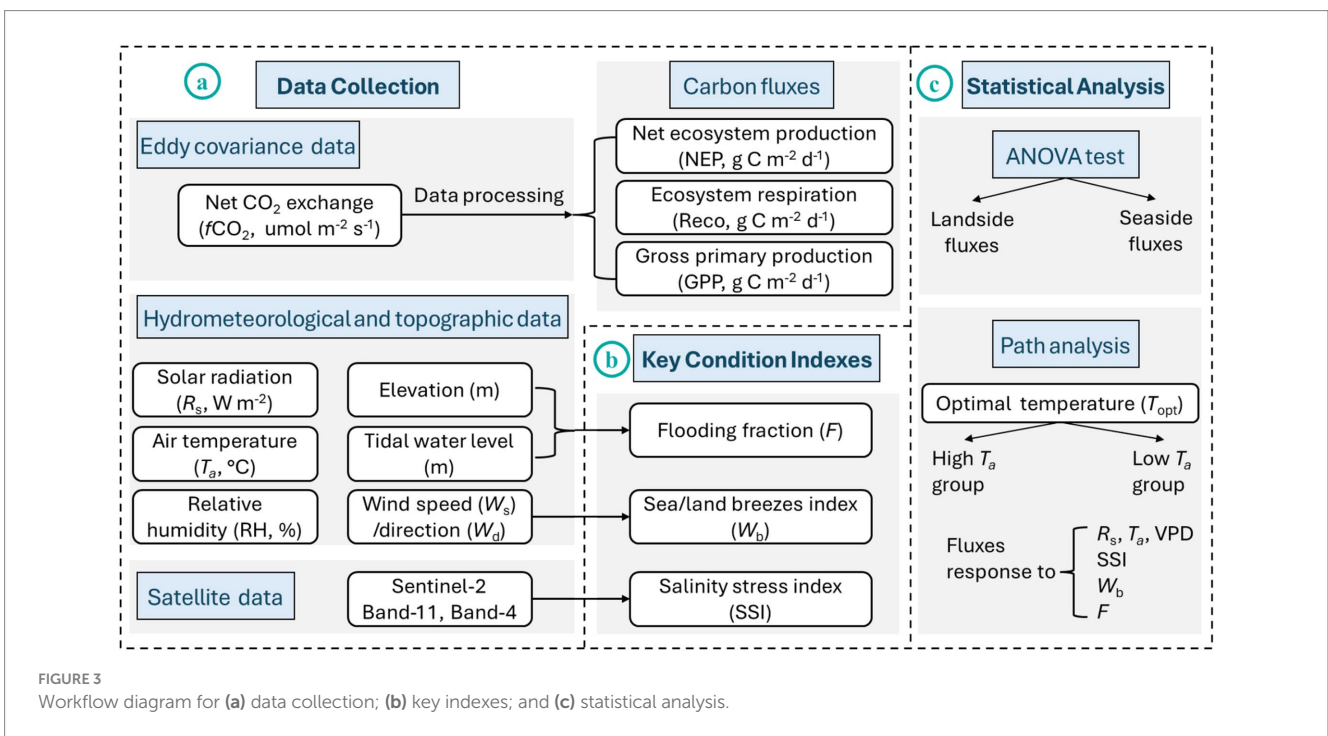 a
Data Collection
Eddy covariance data
Net CO₂ exchange
(fCO₂, umol m⁻² s⁻¹)
Data processing
Carbon fluxes
Net ecosystem production
(NEP, g C m⁻² d⁻¹)
Ecosystem respiration
(Reco, g C m⁻² d⁻¹)
Gross primary production
(GPP, g C m⁻² d⁻¹)
Hydrometeorological and topographic data
Solar radiation
(Rₛ, W m⁻²)
Air temperature
(Tₐ, °C)
Relative
humidity (RH, %)
Elevation (m)
Tidal water level
(m)
Wind speed (Wₛ)
/direction (W_d)
Satellite data
Sentinel-2
Band-11, Band-4
b
Key Condition Indexes
Flooding fraction (F)
Sea/land breezes index
(W_b)
Salinity stress index
(SSI)
c
Statistical Analysis
ANOVA test
Landside
fluxes
Seaside
fluxes
Path analysis
Optimal temperature (T_opt)
High Tₐ
group
Low Tₐ
group
Fluxes
response to
Rₛ, Tₐ, VPD
SSI
W_b
F
FIGURE 3
Workflow diagram for (a) data collection; (b) key indexes; and (c) statistical analysis.